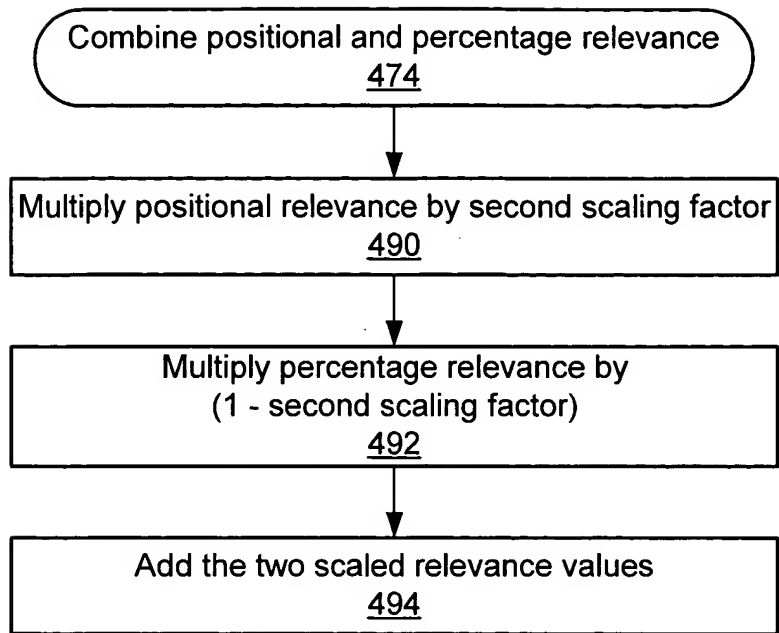 Combine positional and percentage relevance
474
Multiply positional relevance by second scaling factor
490
Multiply percentage relevance by
(1 - second scaling factor)
492
Add the two scaled relevance values
494